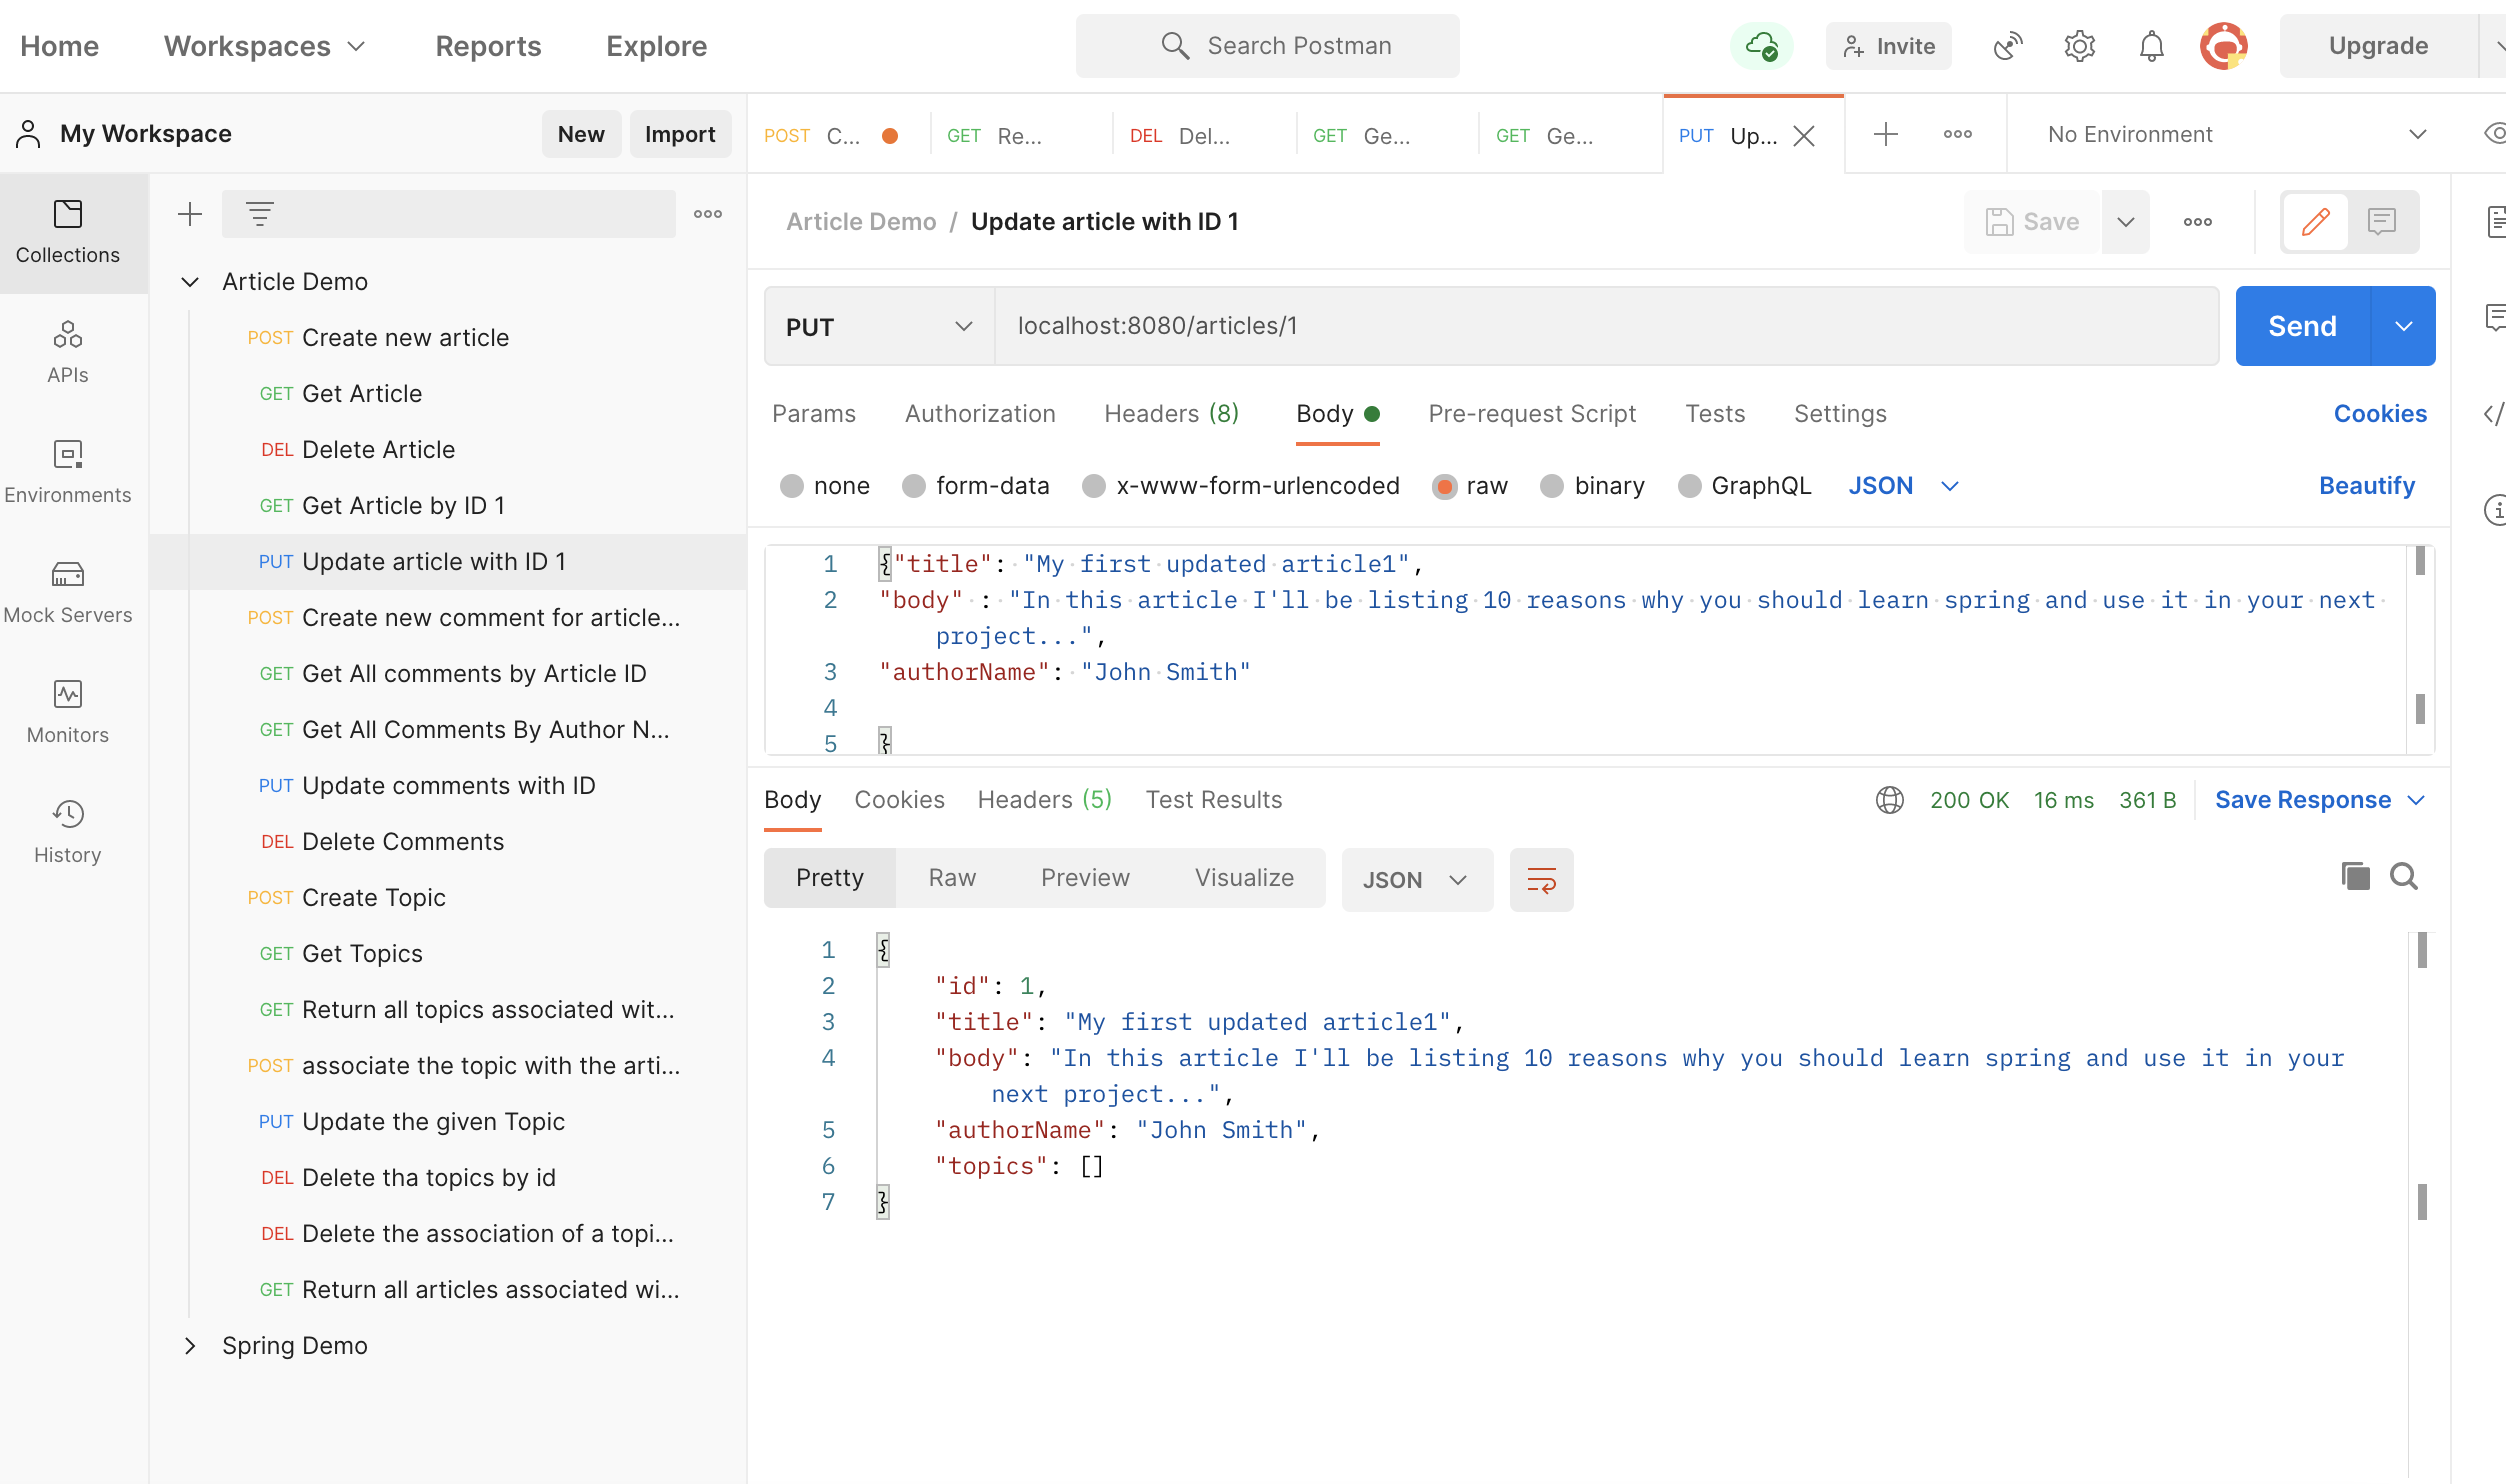 Home Workspaces Reports Explore Search Postman Invite Upgrade
My Workspace New Import
POST C... GET Re... DEL Del... GET Ge... GET Ge... PUT Up... No Environment
Collections
APIs
Environments
Mock Servers
Monitors
History
Article Demo
POST Create new article
GET Get Article
DEL Delete Article
GET Get Article by ID 1
PUT Update article with ID 1
POST Create new comment for article...
GET Get All comments by Article ID
GET Get All Comments By Author N...
PUT Update comments with ID
DEL Delete Comments
POST Create Topic
GET Get Topics
GET Return all topics associated wit...
POST associate the topic with the arti...
PUT Update the given Topic
DEL Delete tha topics by id
DEL Delete the association of a topi...
GET Return all articles associated wi...
Spring Demo
Article Demo / Update article with ID 1 Save
PUT localhost:8080/articles/1 Send
Params Authorization Headers (8) Body Pre-request Script Tests Settings Cookies
none form-data x-www-form-urlencoded raw binary GraphQL JSON Beautify
1 {"title": "My first updated article1",
2 "body" : "In this article I'll be listing 10 reasons why you should learn spring and use it in your next
project...",
3 "authorName": "John Smith"
4
5 }
Body Cookies Headers (5) Test Results 200 OK 16 ms 361 B Save Response
Pretty Raw Preview Visualize JSON
1 {
2 "id": 1,
3 "title": "My first updated article1",
4 "body": "In this article I'll be listing 10 reasons why you should learn spring and use it in your
next project...",
5 "authorName": "John Smith",
6 "topics": []
7 }